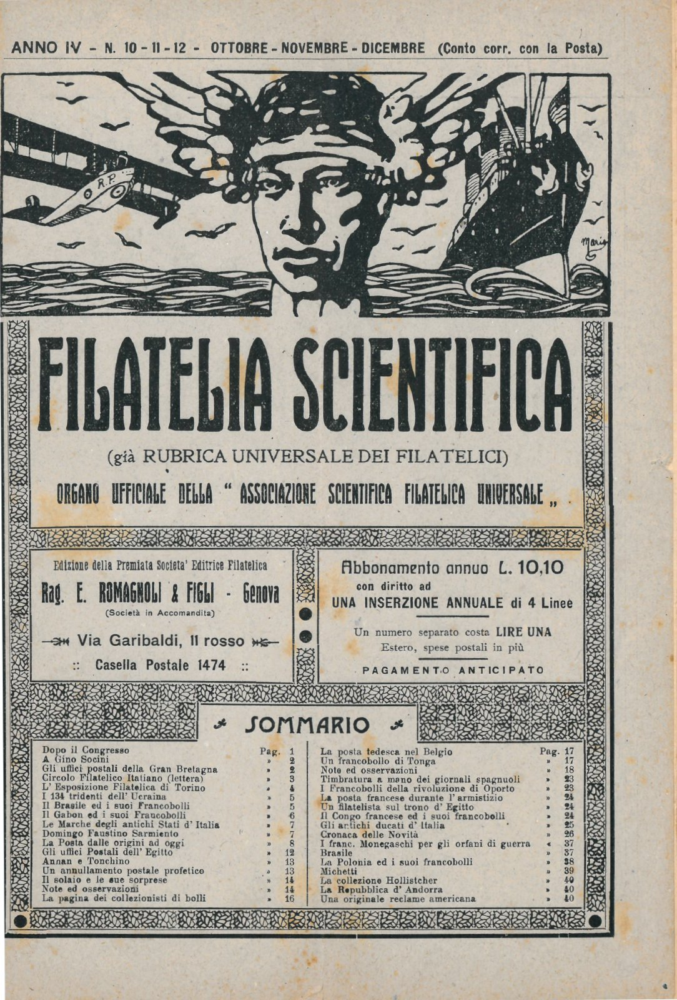 ANNO IV - N. 10-11-12 - OTTOBRE - NOVEMBRE - DICEMBRE (Conto corr. con la Posta)
R.P.
Mario
FILATELIA SCIENTIFICA
(già RUBRICA UNIVERSALE DEI FILATELICI)
ORGANO UFFICIALE DELLA “ ASSOCIAZIONE SCIENTIFICA FILATELICA UNIVERSALE „
Edizione della Premiata Societa' Editrice Filatelica
Rag. E. ROMAGNOLI & FIGLI - Genova
(Società in Accomandita)
Via Garibaldi, 11 rosso
:: Casella Postale 1474 ::
Abbonamento annuo L. 10,10
con diritto ad
UNA INSERZIONE ANNUALE di 4 Linee
Un numero separato costa LIRE UNA
Estero, spese postali in più
PAGAMENTO ANTICIPATO
SOMMARIO
Dopo il Congresso Pag. 1
A Gino Socini » 2
Gli uffici postali della Gran Bretagna » 2
Circolo Filatelico Italiano (lettera) » 3
L' Esposizione Filatelica di Torino » 4
I 134 tridenti dell' Ucraina » 5
Il Brasile ed i suoi Francobolli » 5
Il Gabon ed i suoi Francobolli » 6
Le Marche degli antichi Stati d' Italia » 7
Domingo Faustino Sarmiento » 7
La Posta dalle origini ad oggi » 8
Gli uffici Postali dell' Egitto » 12
Annan e Tonchino » 13
Un annullamento postale profetico » 13
Il solaio e le sue sorprese » 14
Note ed osservazioni » 14
La pagina dei collezionisti di bolli » 16
La posta tedesca nel Belgio Pag. 17
Un francobollo di Tonga » 17
Note ed osservazioni » 18
Timbratura a mano dei giornali spagnuoli » 23
I Francobolli della rivoluzione di Oporto » 23
La posta francese durante l' armistizio » 24
Un filatelista sul trono d' Egitto » 24
Il Congo francese ed i suoi francobolli » 24
Gli antichi ducati d' Italia » 25
Cronaca delle Novità » 26
I franc. Monegaschi per gli orfani di guerra « 37
Brasile » 37
La Polonia ed i suoi francobolli » 38
Michetti » 39
La collezione Hollistcher » 40
La Repubblica d' Andorra » 40
Una originale reclame americana » 40